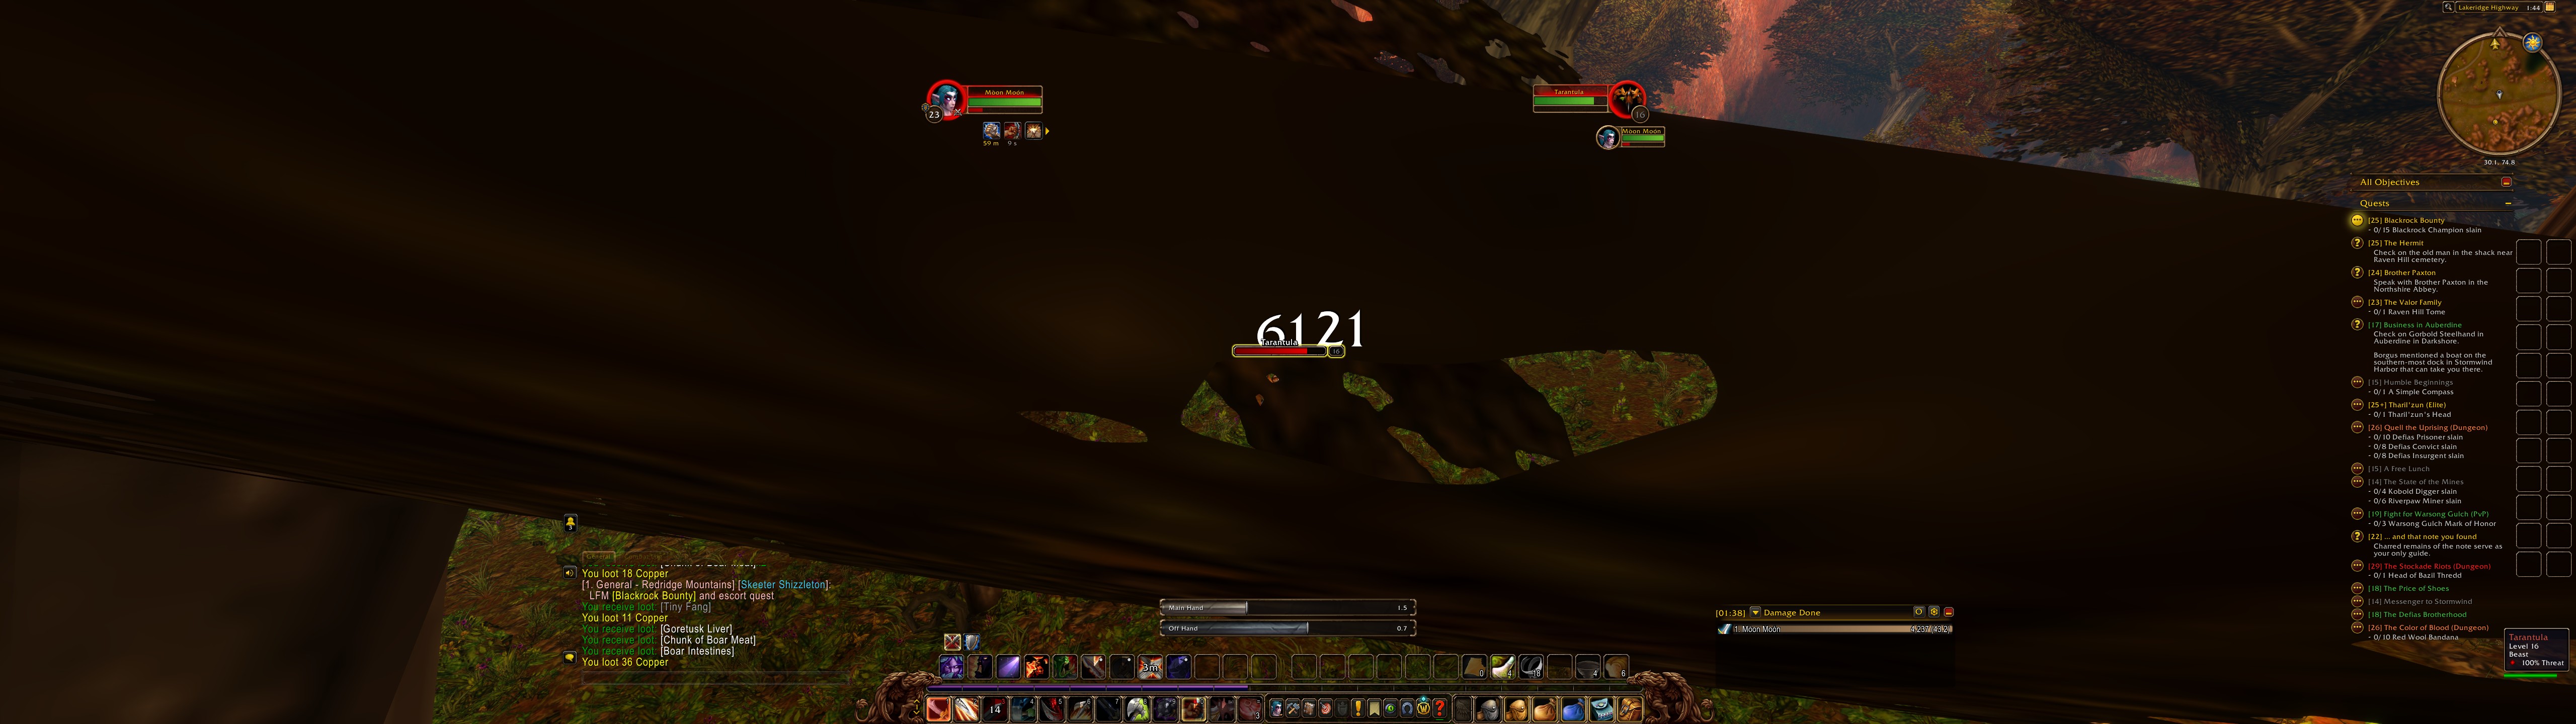 Lakeridge Highway 1:44
Möon Moön
23
59 m 9 s
Tarantula
16
Möon Moön
30.1, 74.8
All Objectives
Quests
[25] Blackrock Bounty
- 0/15 Blackrock Champion slain
[25] The Hermit
Check on the old man in the shack near
Raven Hill cemetery.
[24] Brother Paxton
Speak with Brother Paxton in the
Northshire Abbey.
[23] The Valor Family
- 0/1 Raven Hill Tome
[17] Business in Auberdine
Check on Gorbold Steelhand in
Auberdine in Darkshore.
Borgus mentioned a boat on the
southern-most dock in Stormwind
Harbor that can take you there.
[15] Humble Beginnings
- 0/1 A Simple Compass
[25+] Tharil'zun (Elite)
- 0/1 Tharil'zun's Head
[26] Quell the Uprising (Dungeon)
- 0/10 Defias Prisoner slain
- 0/8 Defias Convict slain
- 0/8 Defias Insurgent slain
[15] A Free Lunch
[14] The State of the Mines
- 0/4 Kobold Digger slain
- 0/6 Riverpaw Miner slain
[19] Fight for Warsong Gulch (PvP)
- 0/3 Warsong Gulch Mark of Honor
[22] ... and that note you found
Charred remains of the note serve as
your only guide.
[29] The Stockade Riots (Dungeon)
- 0/1 Head of Bazil Thredd
[18] The Price of Shoes
[14] Messenger to Stormwind
[18] The Defias Brotherhood
[26] The Color of Blood (Dungeon)
- 0/10 Red Wool Bandana
6121
Tarantula
16
You loot 18 Copper
[1. General - Redridge Mountains] [Skeeter Shizzleton]:
LFM [Blackrock Bounty] and escort quest
You receive loot: [Tiny Fang]
You loot 11 Copper
You receive loot: [Goretusk Liver]
You receive loot: [Chunk of Boar Meat]
You receive loot: [Boar Intestines]
You loot 36 Copper
Main Hand 1.5
Off Hand 0.7
[01:38] Damage Done
1. Moon Moon
3m
14
Tarantula
Level 16
Beast
100% Threat